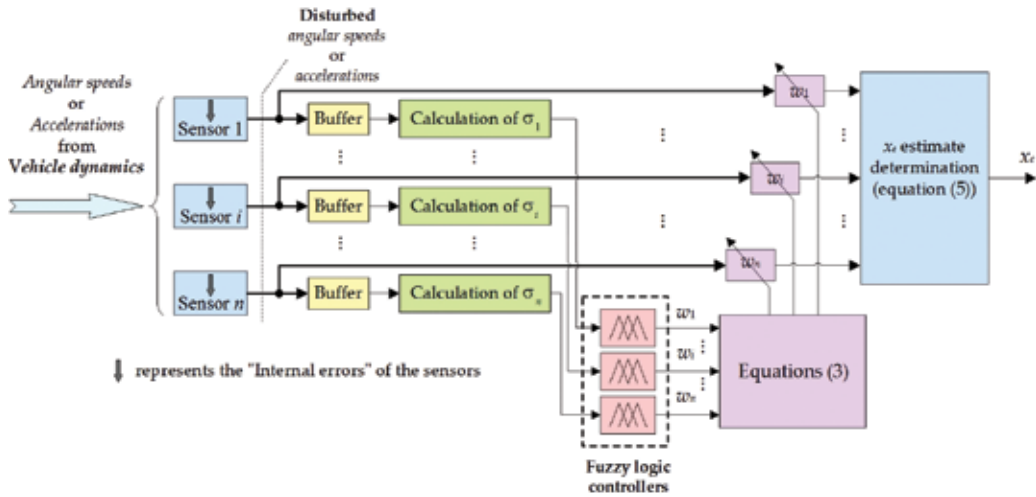 Disturbed
angular speeds
or
accelerations
Angular speeds
or
Accelerations
from
Vehicle dynamics
Sensor 1
Buffer
Calculation of σ₁
w₁
Sensor i
Buffer
Calculation of σᵢ
wᵢ
Sensor n
Buffer
Calculation of σₙ
wₙ
xₑ estimate
determination
(equation (5))
xₑ
w₁
wᵢ
wₙ
Equations (3)
represents the "Internal errors" of the sensors
Fuzzy logic
controllers